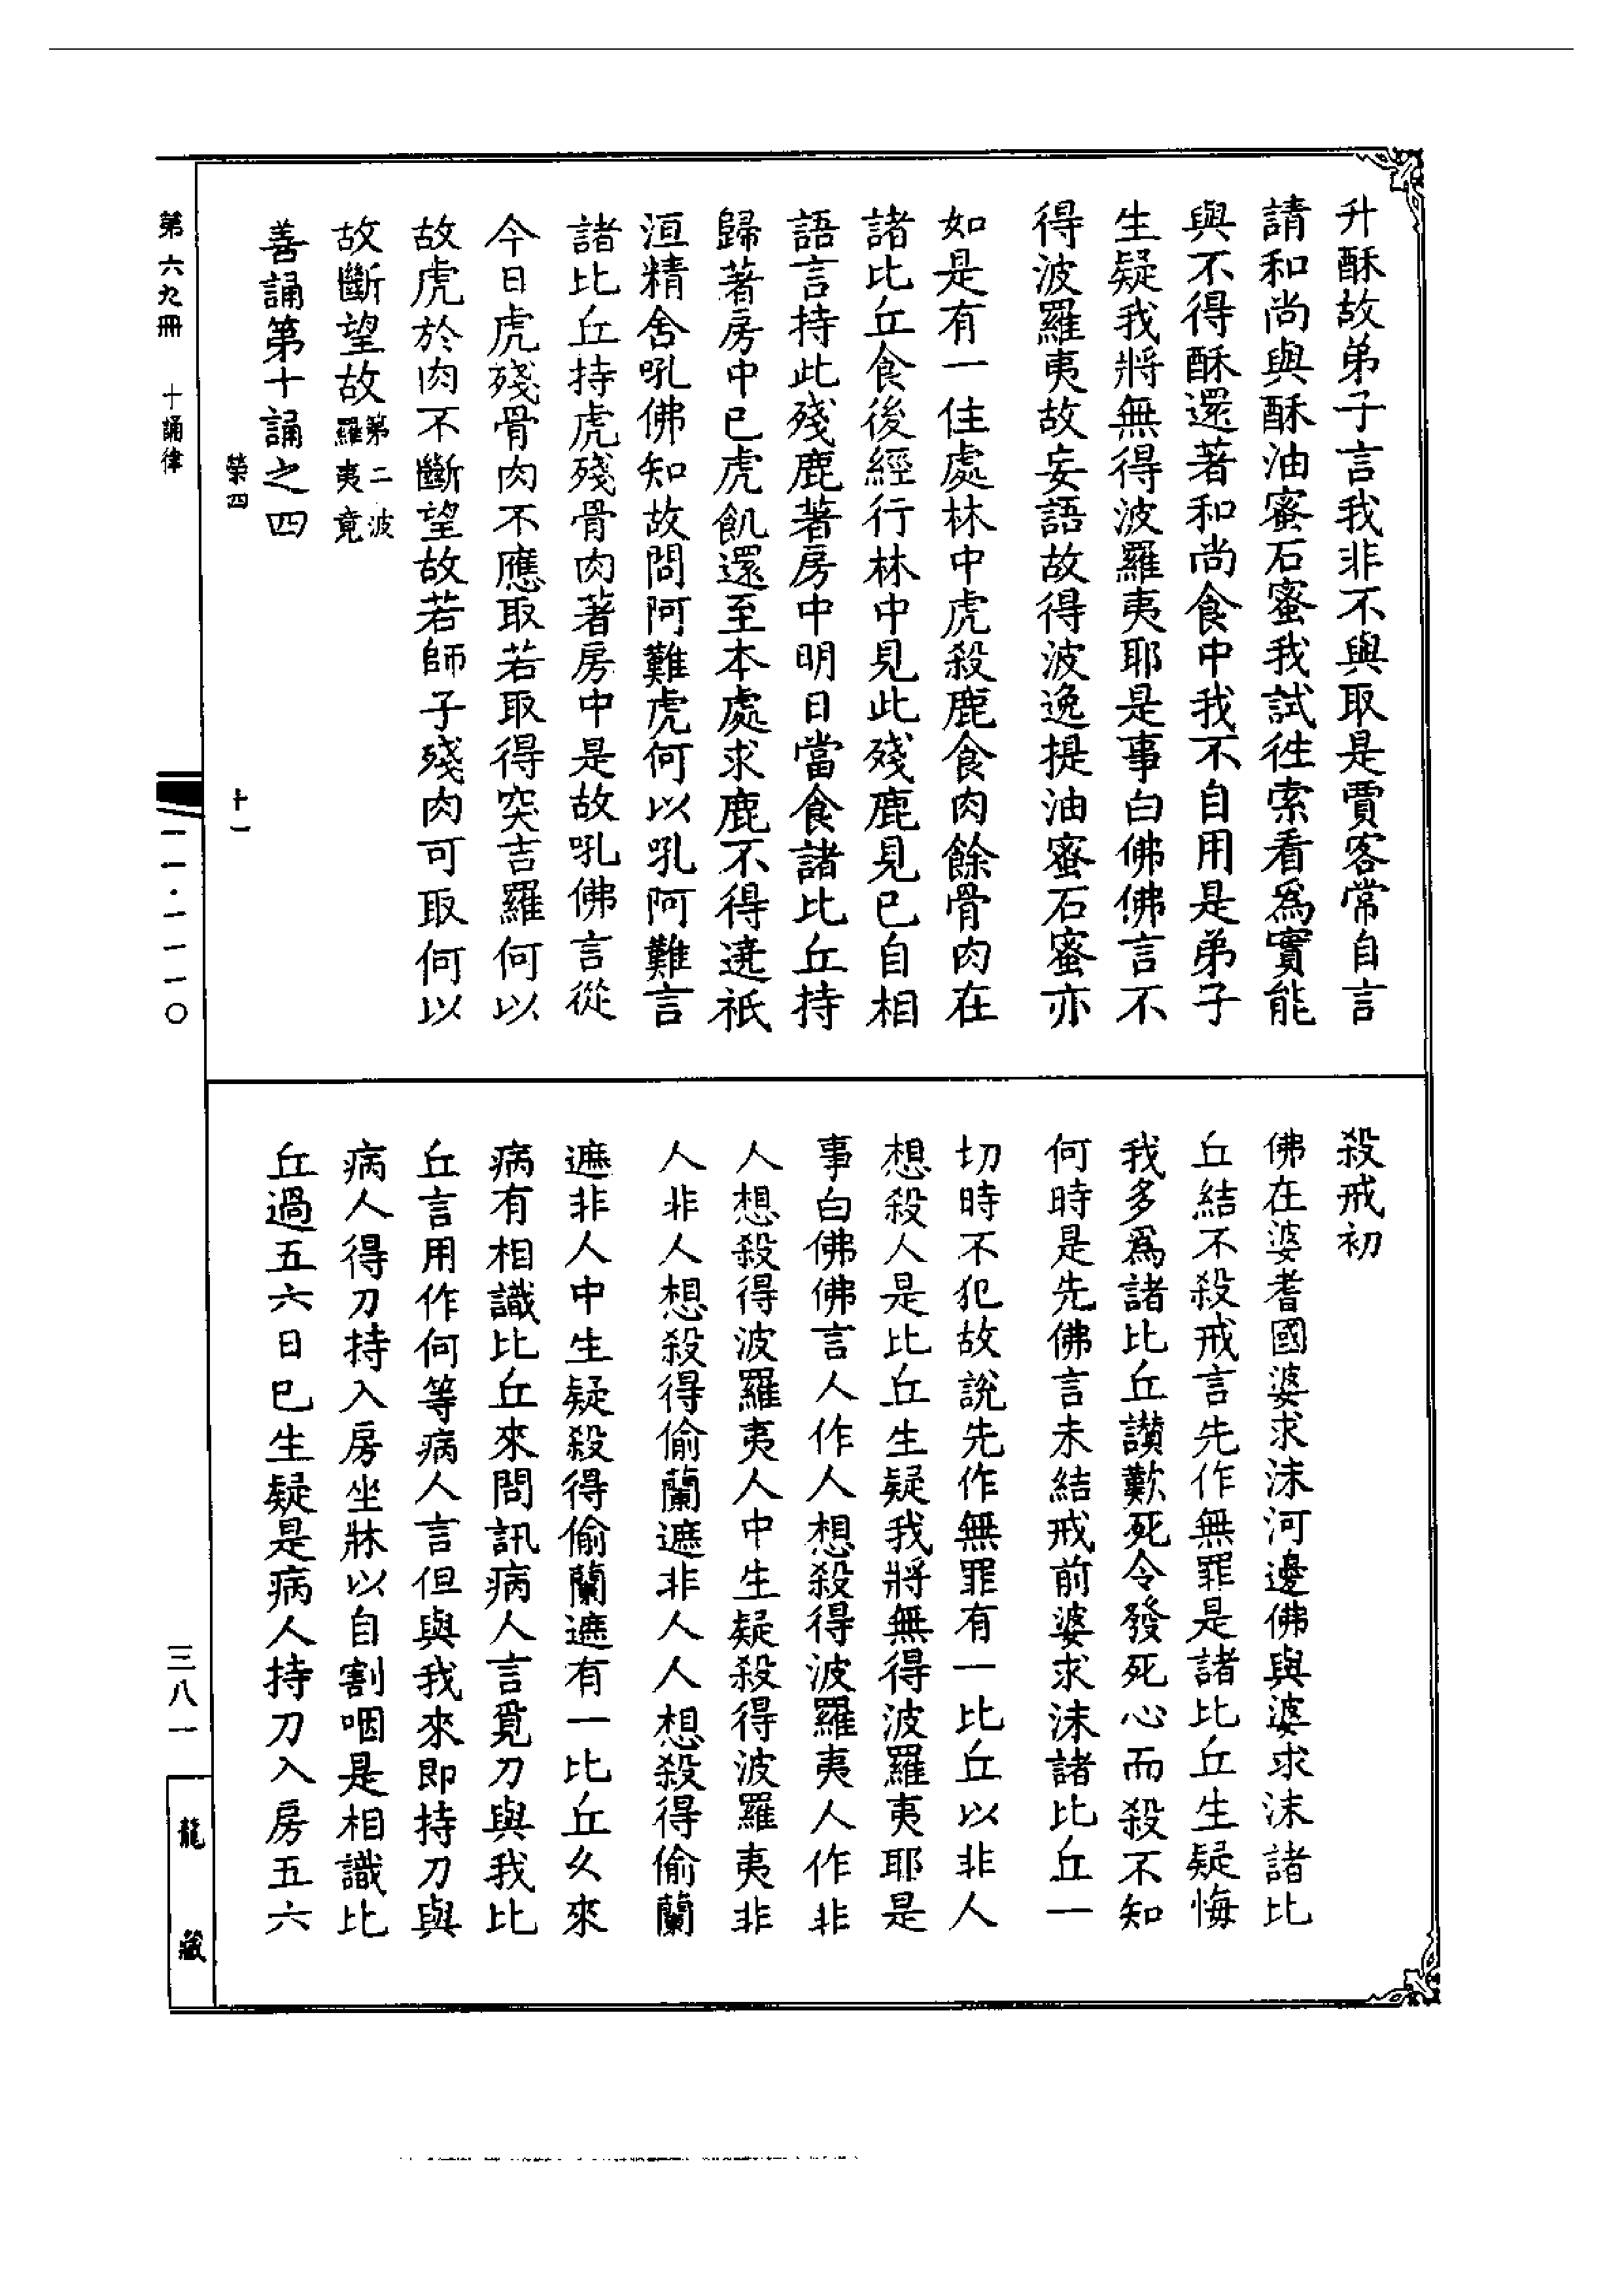 升酥故弟子言我非不與取是賈客常自言
請和尚與酥油蜜石蜜我試往索看爲實能
與不得酥還著和尚食中我不自用是弟子
生疑我將無得波羅夷耶是事白佛佛言不
得波羅夷故妄語故得波逸提油蜜石蜜亦
如是有一住處林中虎殺鹿食肉餘骨肉在
諸比丘食後經行林中見此殘鹿見已自相
語言持此殘鹿著房中明日當食諸比丘持
歸著房中已虎飢還至本處求鹿不得遶祇
洹精舍吼佛知故問阿難虎何以吼阿難言
諸比丘持虎殘骨肉著房中是故吼佛言從
今日虎殘骨肉不應取若取得突吉羅何以
故虎於肉不斷望故若師子殘肉可取何以
故斷望故第二波羅夷竟
善誦第十誦之四
榮四
十一
殺戒初
佛在婆耆國婆求沫河邊佛與婆求沫諸比
丘結不殺戒言先作無罪是諸比丘生疑悔
我多爲諸比丘讃歎死令發死心而殺不知
何時是先佛言未結戒前婆求沫諸比丘一
切時不犯故說先作無罪有一比丘以非人
想殺人是比丘生疑我將無得波羅夷耶是
事白佛佛言人作人想殺得波羅夷人作非
人想殺得波羅夷人中生疑殺得波羅夷非
人非人想殺得偷蘭遮非人人想殺得偷蘭
遮非人中生疑殺得偷蘭遮有一比丘久來
病有相識比丘來問訊病人言覓刀與我比
丘言用作何等病人言但與我來即持刀與
病人得刀持入房坐牀以自割咽是相識比
丘過五六日已生疑是病人持刀入房五六
第六九冊
十誦律
一一·一一一〇
三八一
龍藏